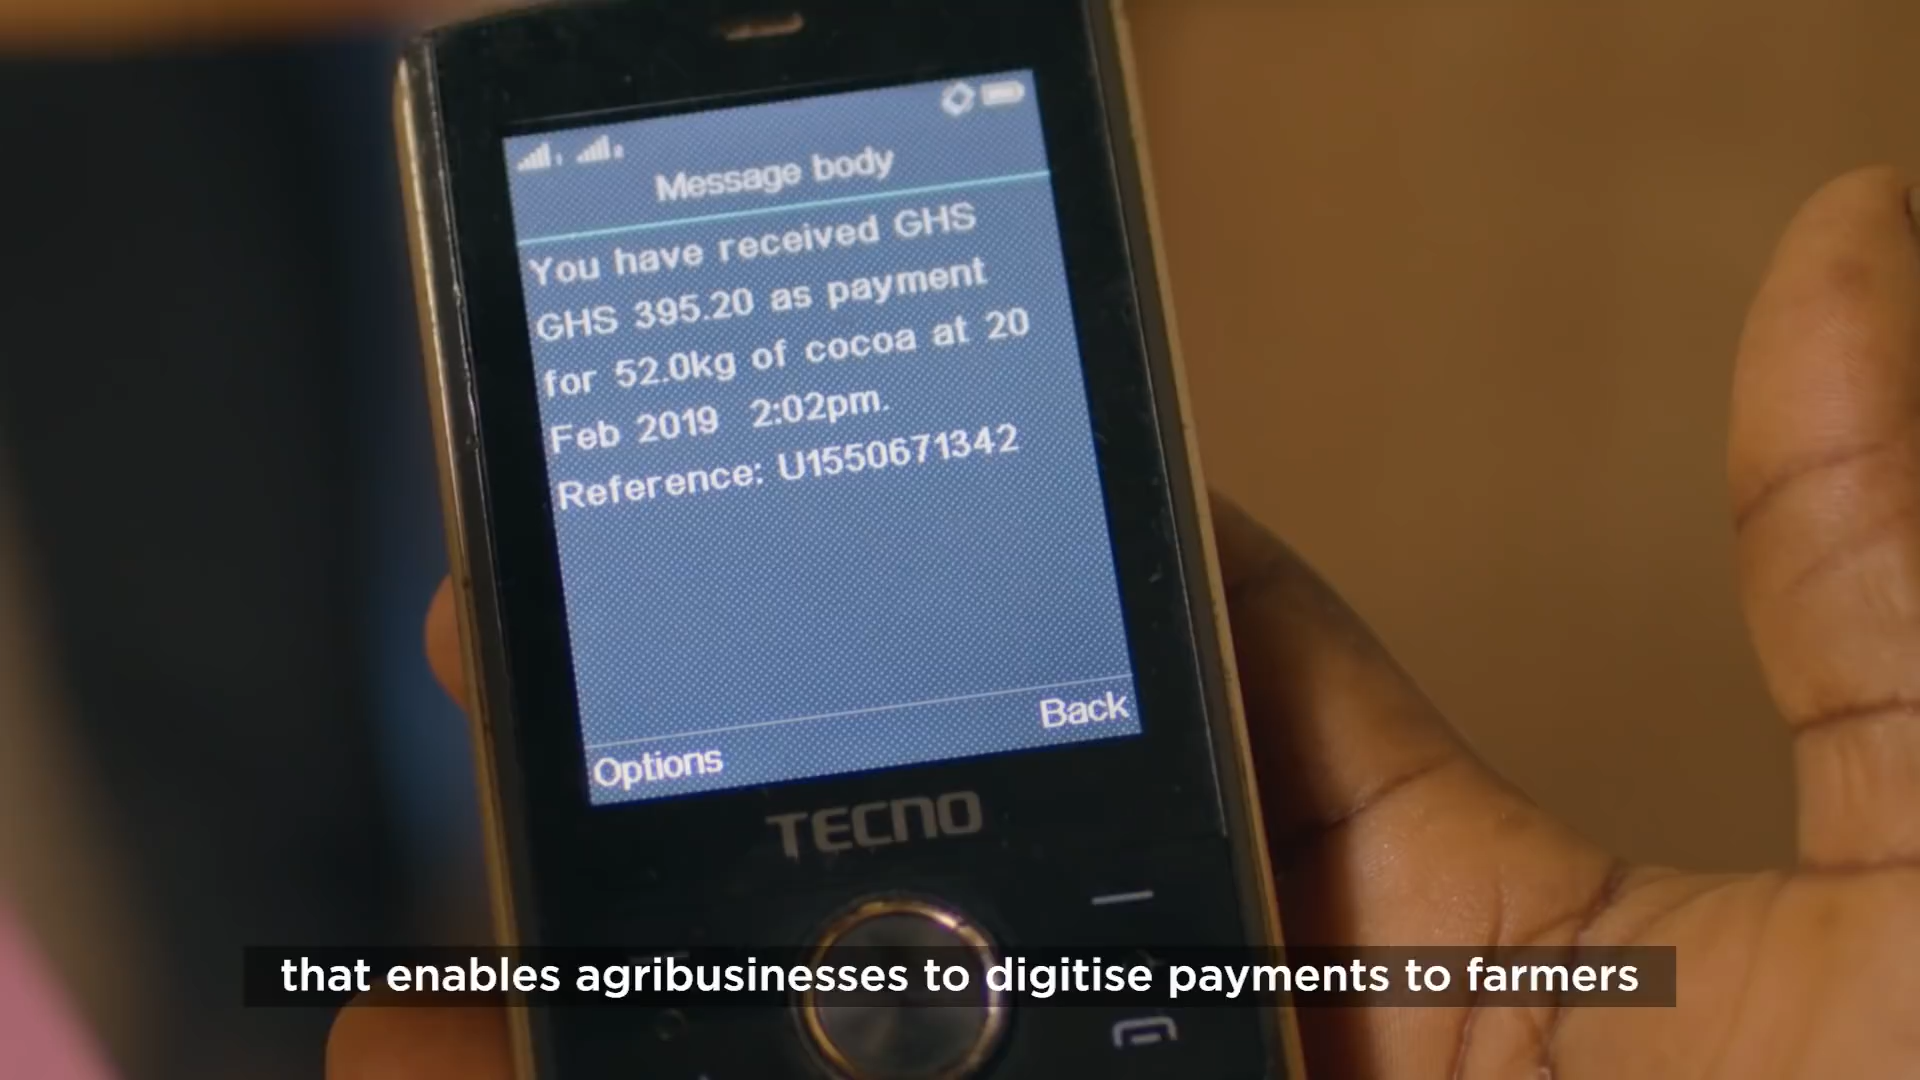 Message body
You have received GHS
GHS 395.20 as payment
for 52.0kg of cocoa at 20
Feb 2019  2:02pm.
Reference: U1550671342
Options
Back
TECNO
that enables agribusinesses to digitise payments to farmers